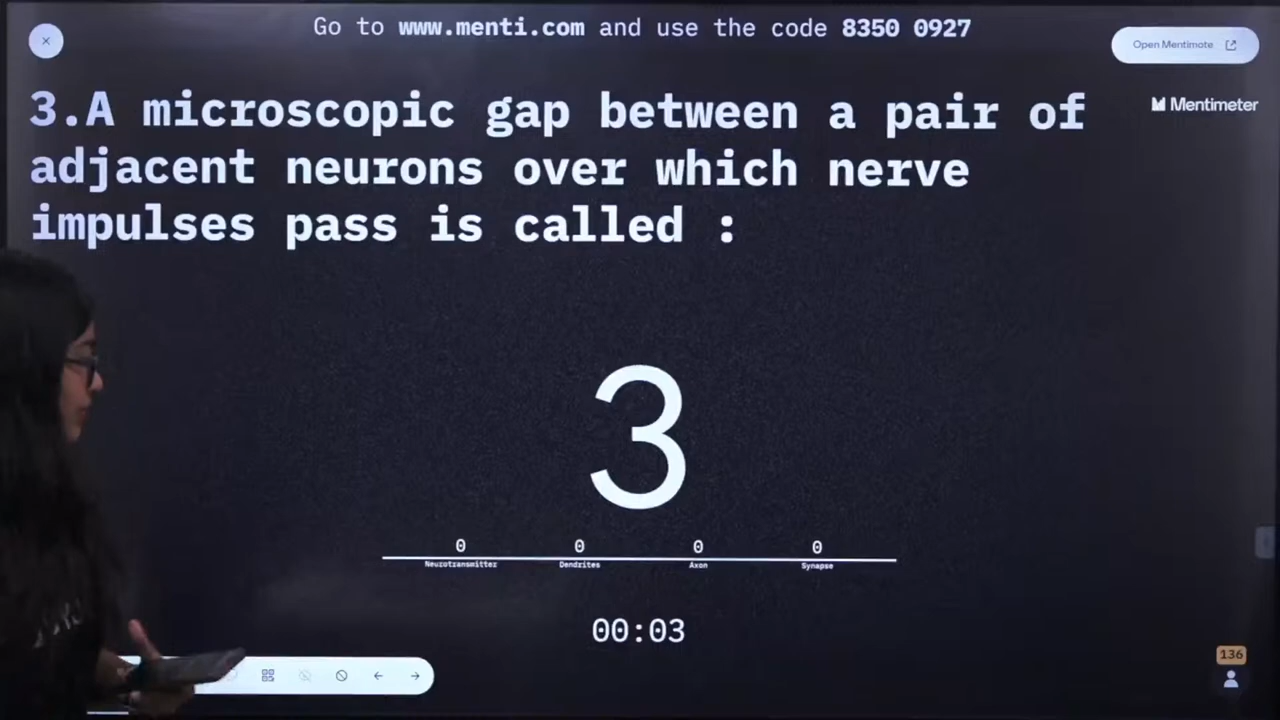 Go to www.menti.com and use the code 8350 0927
Open Mentimote
Mentimeter
3.A microscopic gap between a pair of
adjacent neurons over which nerve
impulses pass is called :
3
0 0 0 0
Neurotransmitter Dendrites Axon Synapse
00:03
136